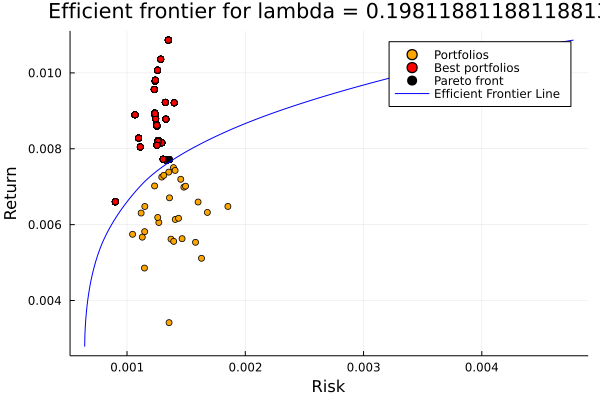 Efficient frontier for lambda = 0.1981188118811881
Portfolios
Best portfolios
Pareto front
Efficient Frontier Line
0.010
0.008
0.006
0.004
Return
0.001 0.002 0.003 0.004
Risk